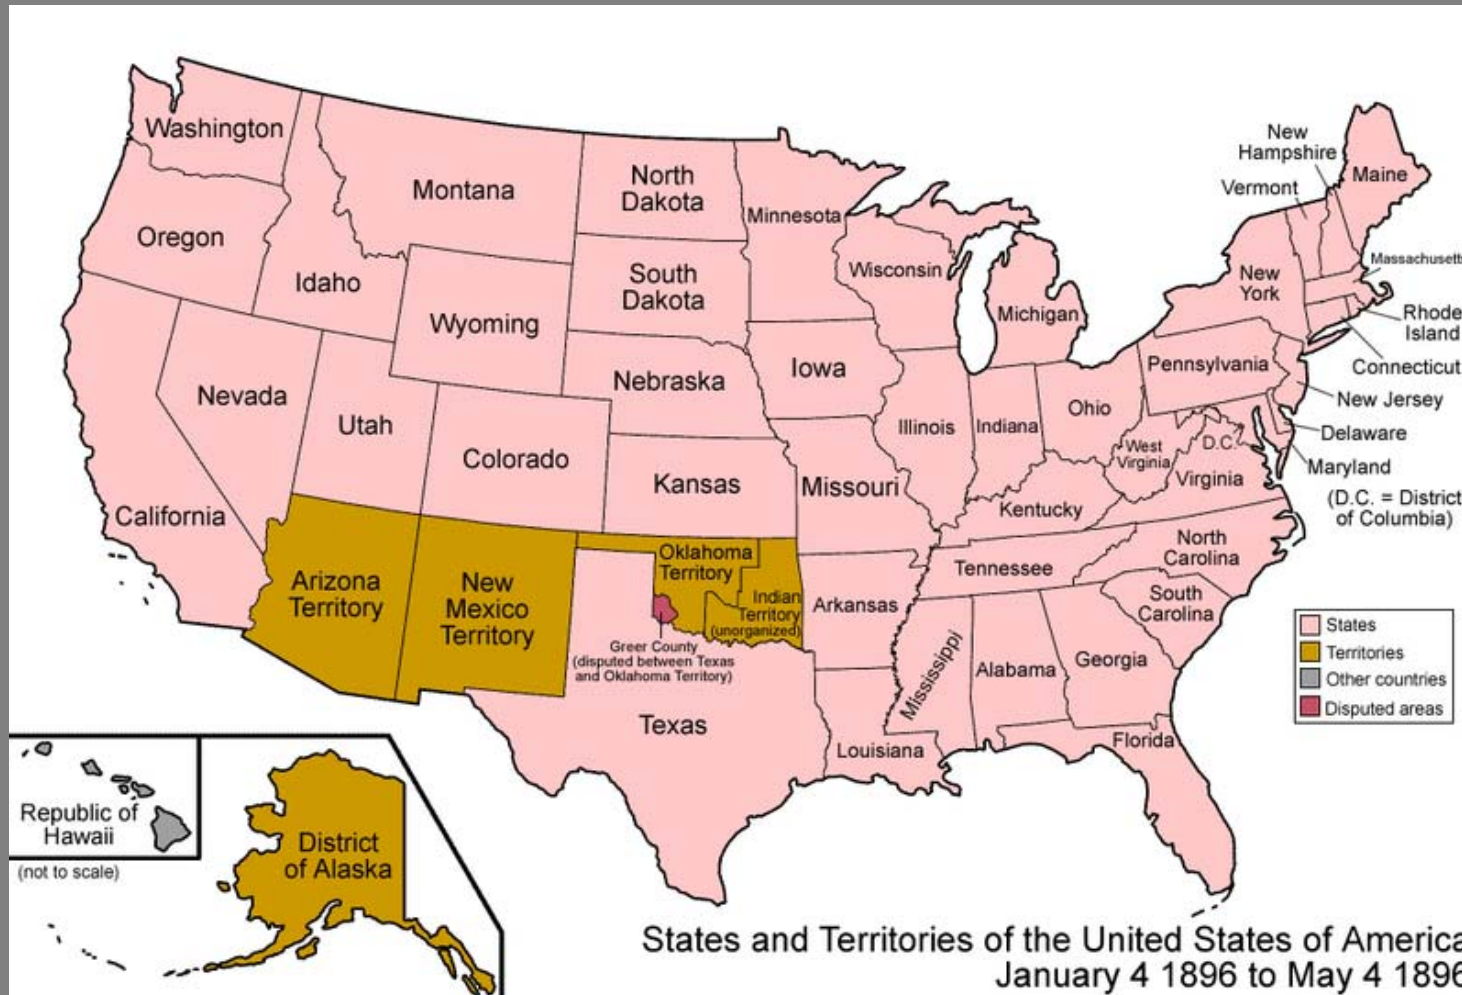 Washington
Montana
North
Dakota
Minnesota
New
Hampshire
Vermont
Maine
Oregon
Idaho
Wyoming
South
Dakota
Wisconsin
Michigan
New
York
Massachusetts
Rhode
Island
Connecticut
New Jersey
Delaware
Maryland
(D.C. = District
of Columbia)
Nevada
Utah
Colorado
Nebraska
Iowa
Illinois
Indiana
Ohio
Pennsylvania
West
Virginia
D.C.
Virginia
California
Kansas
Missouri
Kentucky
Arizona
Territory
New
Mexico
Territory
Oklahoma
Territory
Indian
Territory
(unorganized)
Greer County
(disputed between Texas
and Oklahoma Territory)
Arkansas
Tennessee
North
Carolina
South
Carolina
Texas
Louisiana
Mississippi
Alabama
Georgia
Florida
States
Territories
Other countries
Disputed areas
Republic of
Hawaii
(not to scale)
District
of Alaska
States and Territories of the United States of America
January 4 1896 to May 4 1896